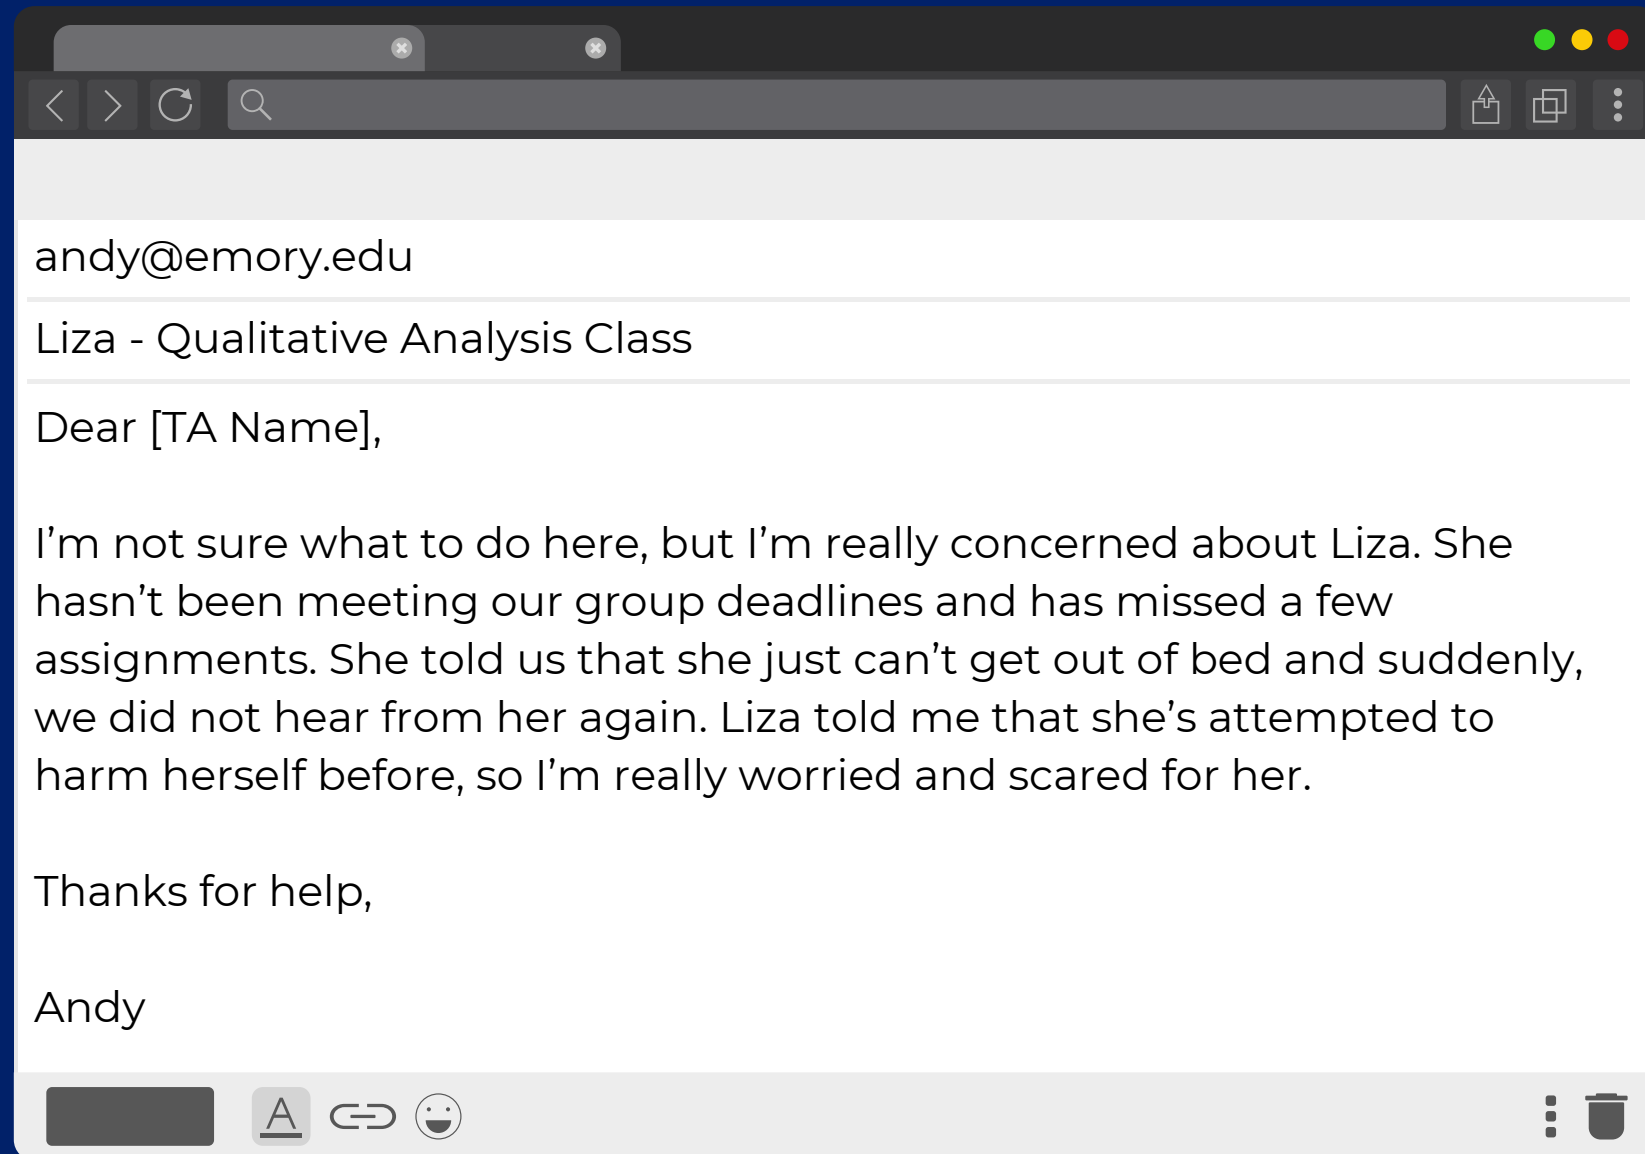 andy@emory.edu
Liza - Qualitative Analysis Class
Dear [TA Name],
I’m not sure what to do here, but I’m really concerned about Liza. She
hasn’t been meeting our group deadlines and has missed a few
assignments. She told us that she just can’t get out of bed and suddenly,
we did not hear from her again. Liza told me that she’s attempted to
harm herself before, so I’m really worried and scared for her.
Thanks for help,
Andy
A